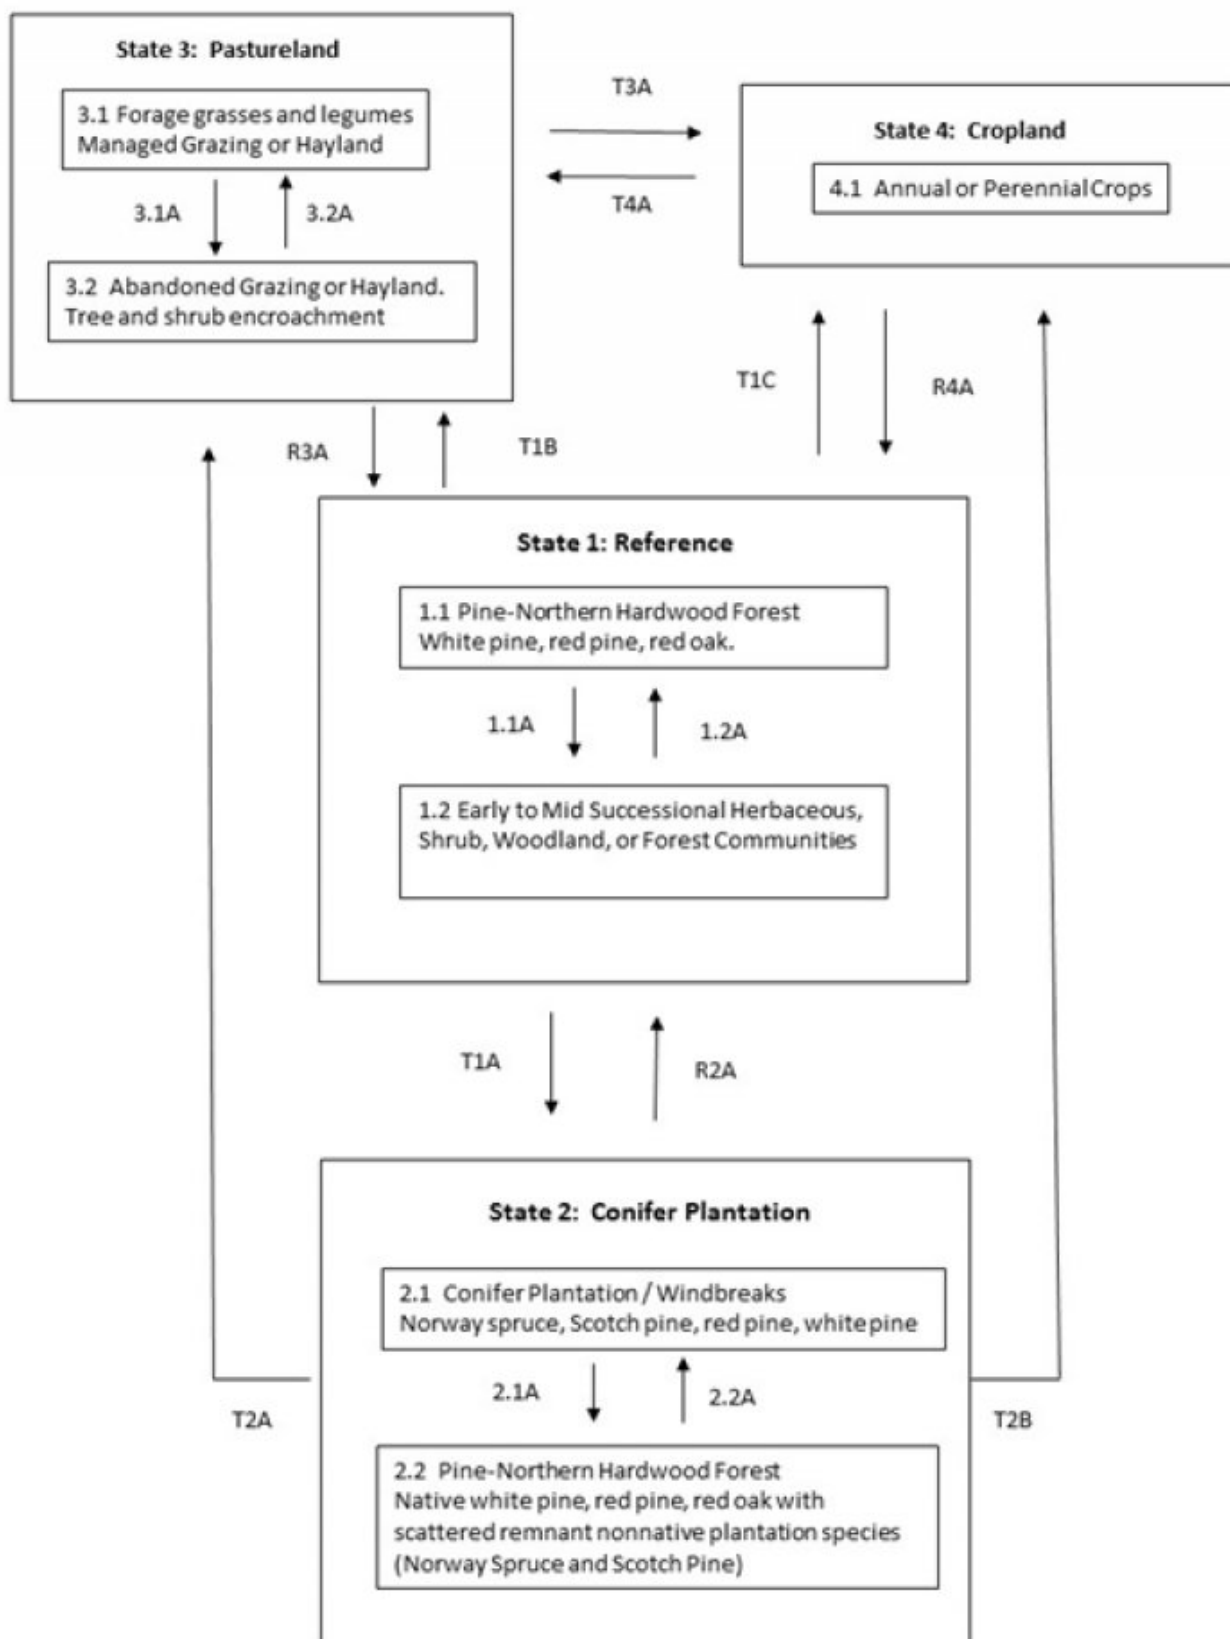 State 3: Pastureland
3.1 Forage grasses and legumes
Managed Grazing or Hayland
3.1A
3.2A
3.2 Abandoned Grazing or Hayland.
Tree and shrub encroachment
T3A
T4A
State 4: Cropland
4.1 Annual or Perennial Crops
R3A
T1B
T1C
R4A
State 1: Reference
1.1 Pine-Northern Hardwood Forest
White pine, red pine, red oak.
1.1A
1.2A
1.2 Early to Mid Successional Herbaceous,
Shrub, Woodland, or Forest Communities
T1A
R2A
State 2: Conifer Plantation
2.1 Conifer Plantation / Windbreaks
Norway spruce, Scotch pine, red pine, white pine
2.1A
2.2A
T2A
T2B
2.2 Pine-Northern Hardwood Forest
Native white pine, red pine, red oak with
scattered remnant nonnative plantation species
(Norway Spruce and Scotch Pine)